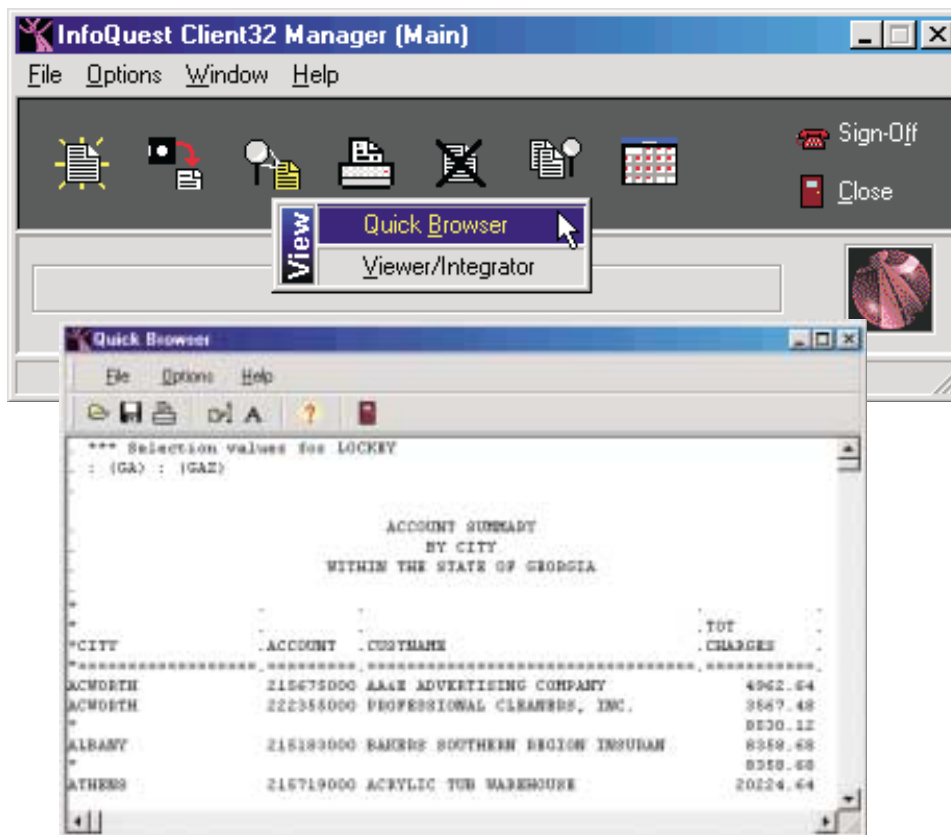 InfoQuest Client32 Manager (Main)
File Options Window Help
Sign-Off
Close
View
Quick Browser
Viewer/Integrator
Quick Browser
File Options Help
*** Selection values for LOCKEY
: (GA) : (GAZ)
ACCOUNT SUMMARY
BY CITY
WITHIN THE STATE OF GEORGIA
. TOT
*CITY .ACCOUNT .CUSTNAME .CHARGES .
ACWORTH 215675000 ADVERTISING COMPANY 4962.64
ACWORTH 222355000 PROFESSIONAL CLEANERS, INC. 3567.48
* 8530.12
ALBANY 215183000 BAKERS SOUTHERN REGION INSURAN 8358.68
* 8358.68
ATHENS 215719000 ACRYLIC TUB WAREHOUSE 20224.64